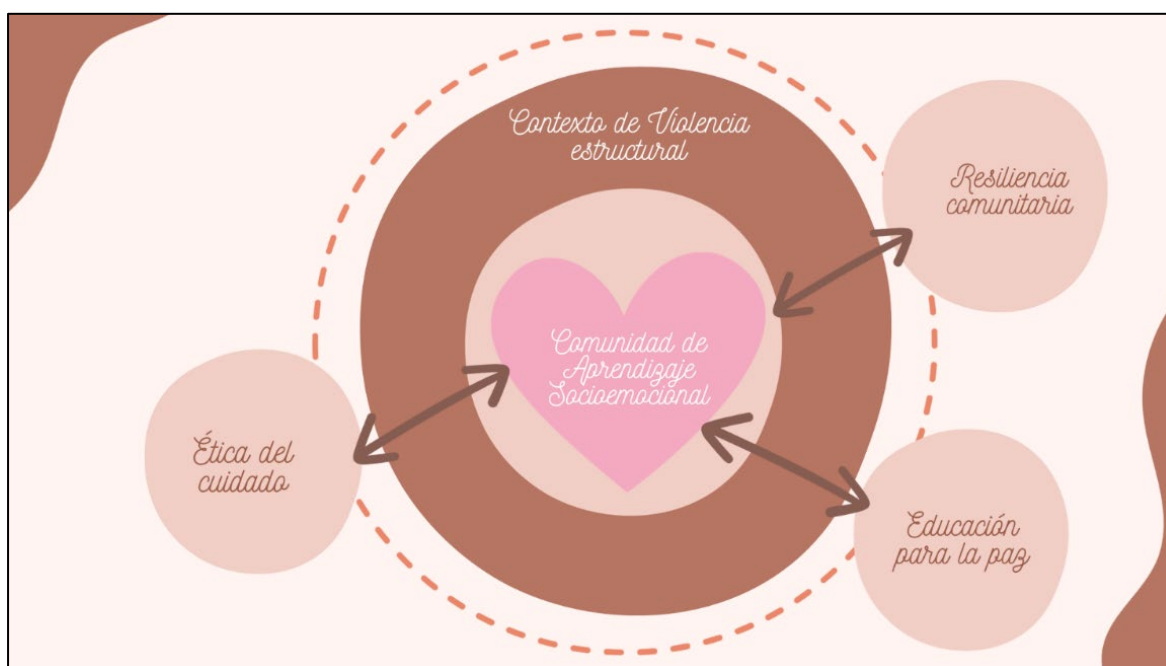 Contexto de Violencia
estructural
Resiliencia
comunitaria
Comunidad de
Aprendizaje
Socioemocional
Ética del
cuidado
Educación
para la paz